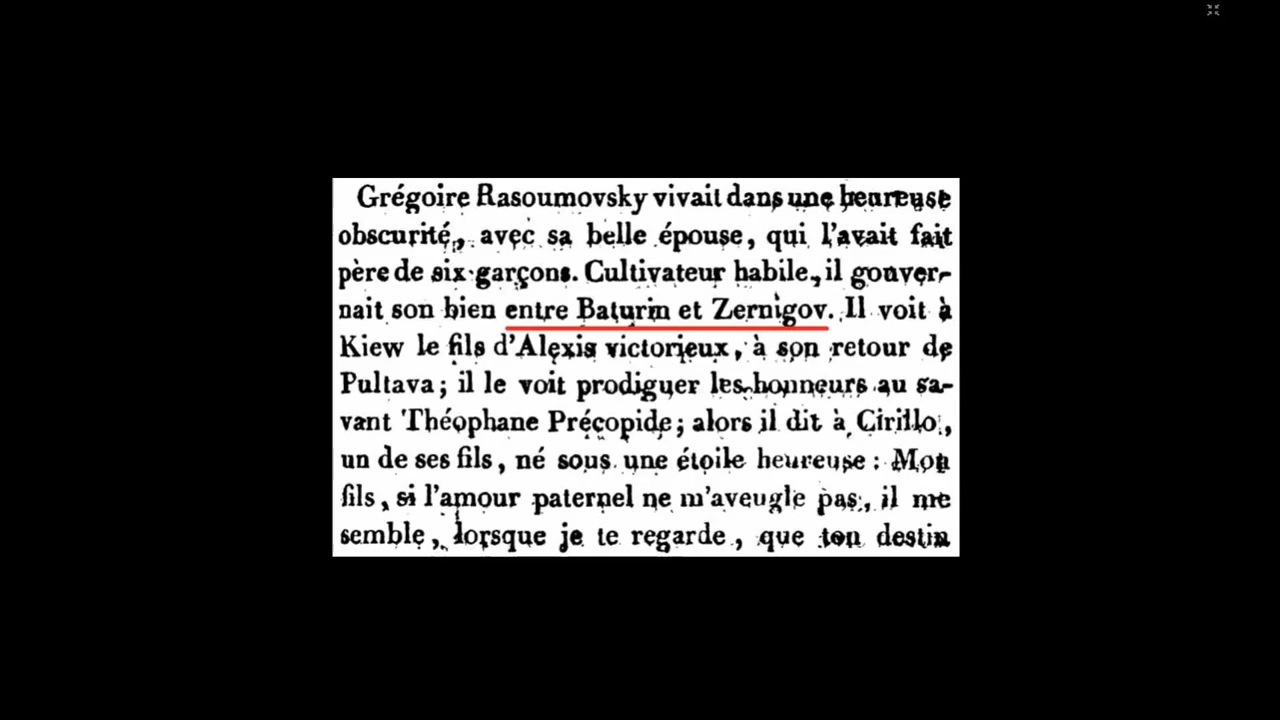 Grégoire Rasoumovsky vivait dans une heureuse
obscurité, avec sa belle épouse, qui l'avait fait
père de six garçons. Cultivateur habile, il gouver-
nait son bien entre Baturin et Zernigov. Il voit à
Kiew le fils d'Alexis victorieux, à son retour de
Pultava; il le voit prodiguer les honneurs au sa-
vant Théophane Précopide; alors il dit à Cirillo,
un de ses fils, né sous une étoile heureuse: Mon
fils, si l'amour paternel ne m'aveugle pas, il me
semble, lorsque je te regarde, que ton destin